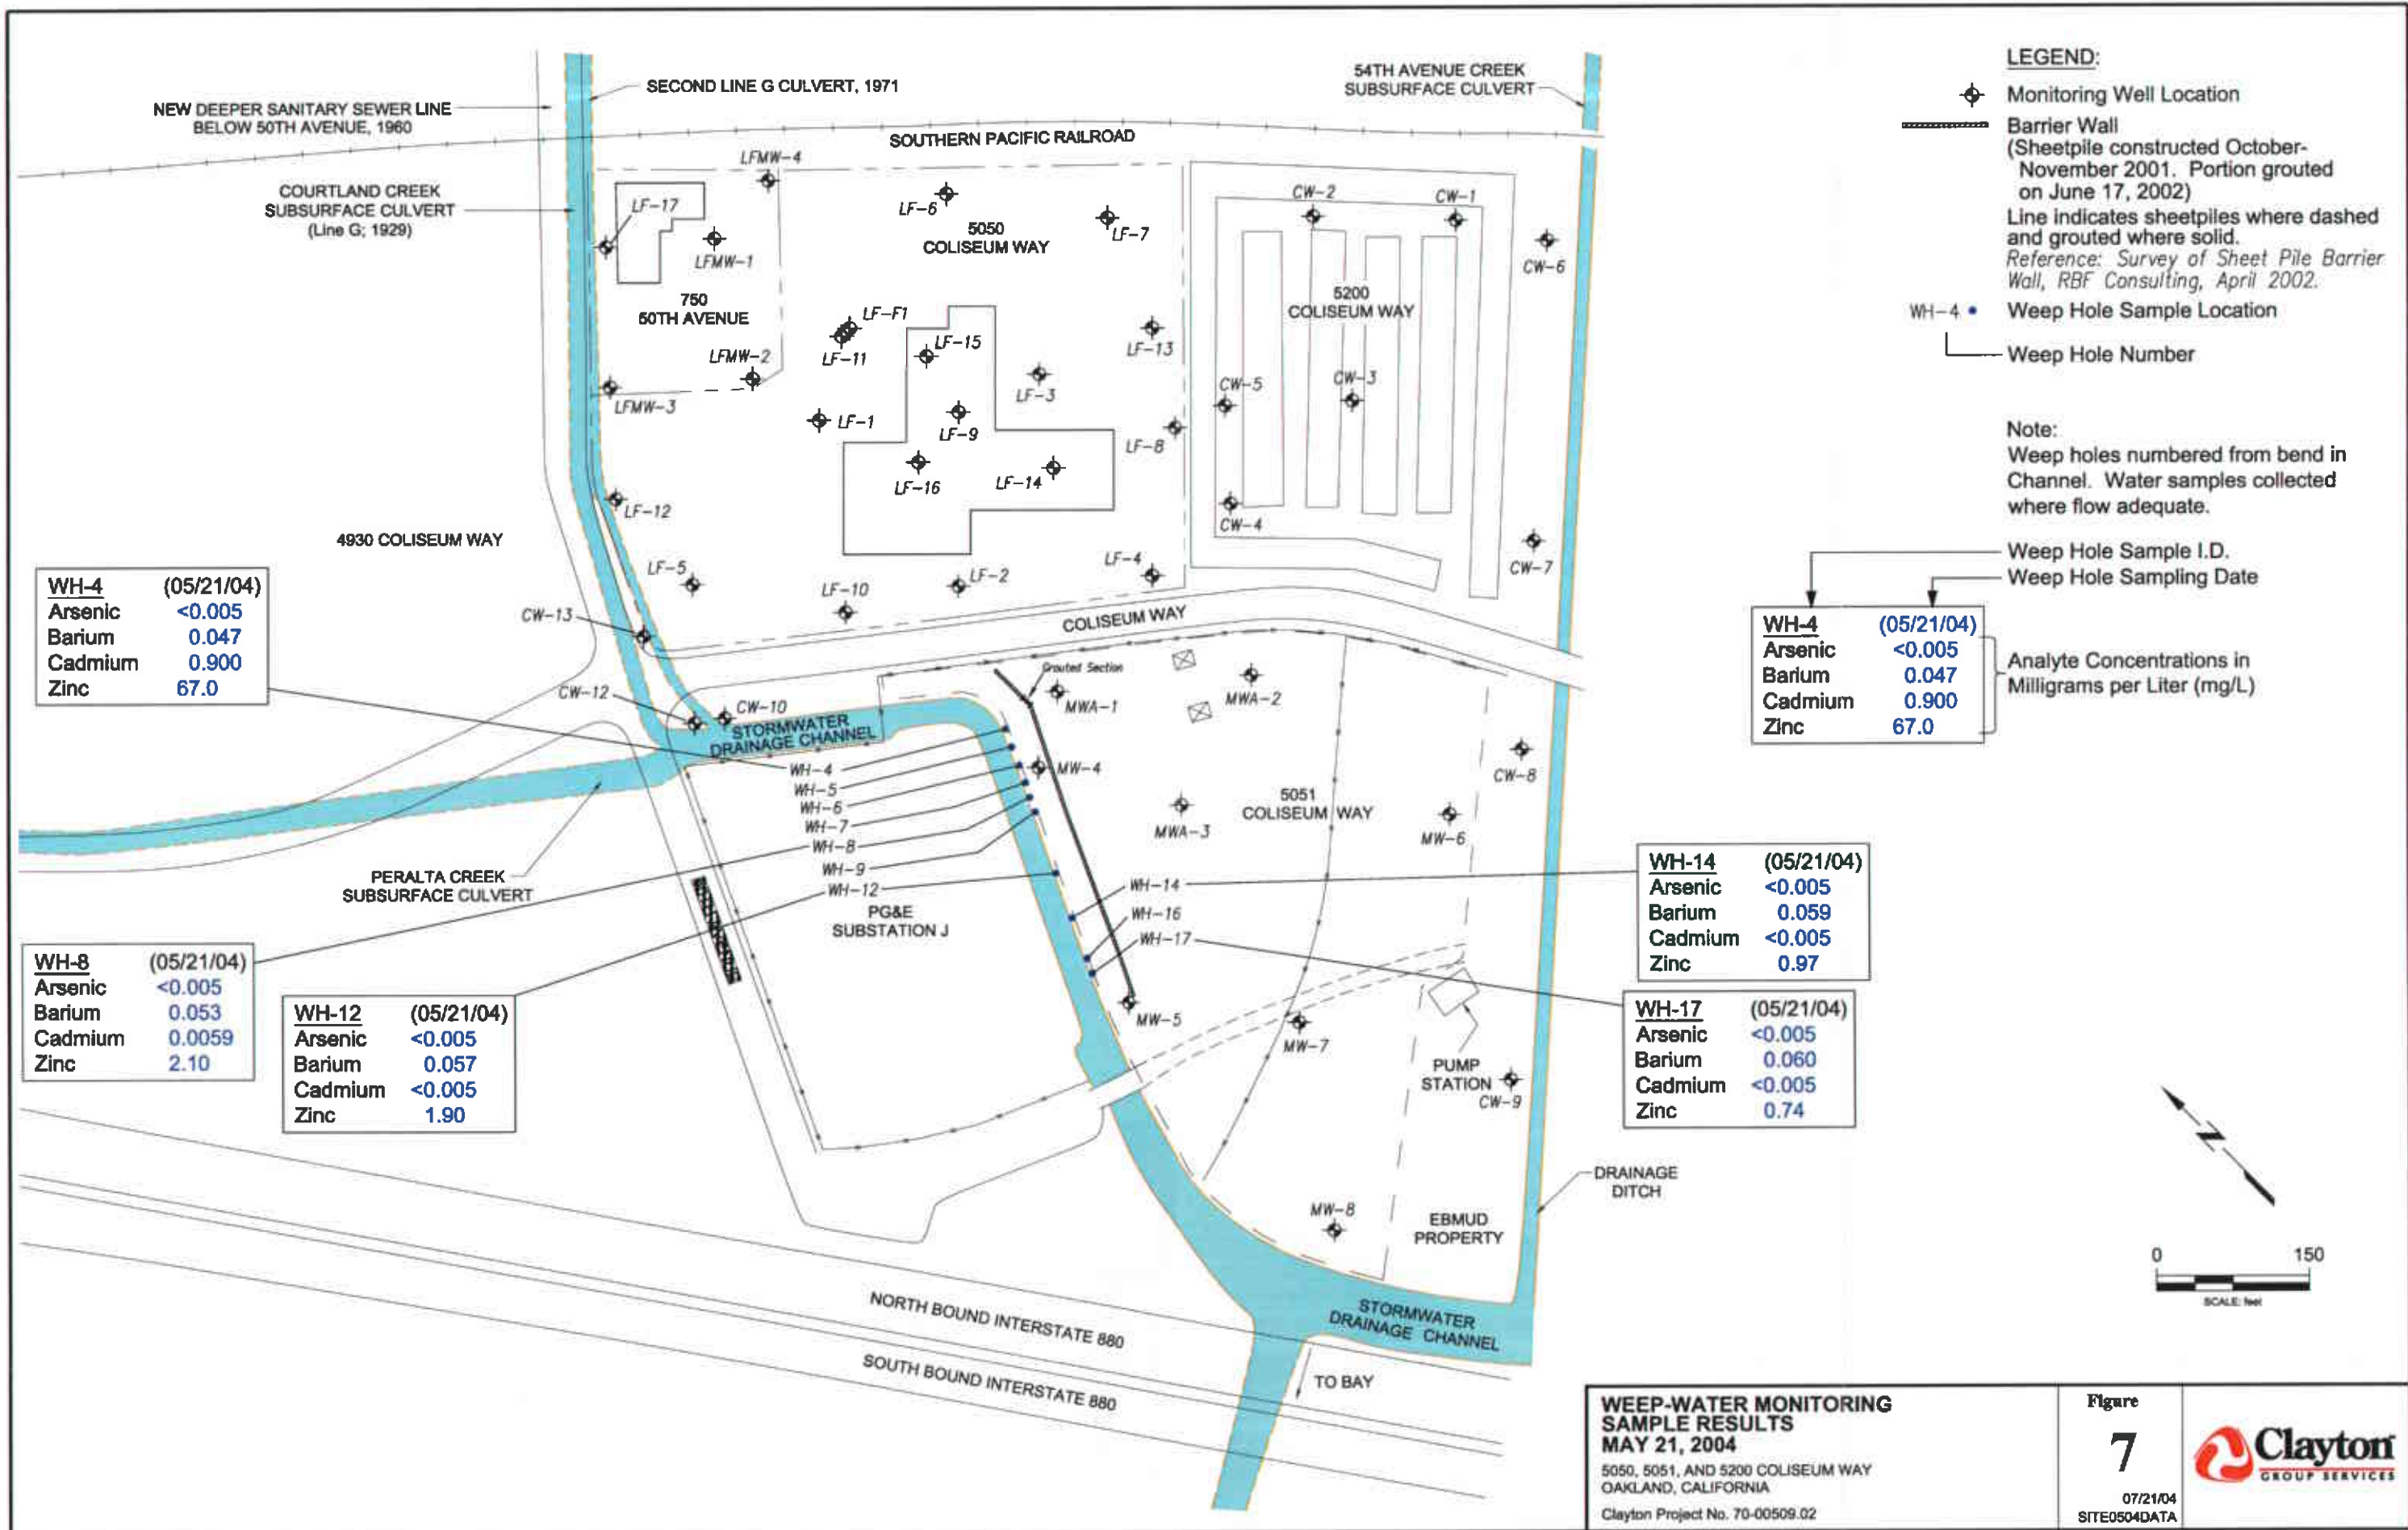 NEW DEEPER SANITARY SEWER LINE
BELOW 50TH AVENUE, 1960
SECOND LINE G CULVERT, 1971
54TH AVENUE CREEK
SUBSURFACE CULVERT
SOUTHERN PACIFIC RAILROAD
COURTLAND CREEK
SUBSURFACE CULVERT
(Line G; 1929)
LFMW-4
LF-17
LFMW-1
750
50TH AVENUE
LF-6
5050
COLISEUM WAY
LF-7
CW-2
CW-1
CW-6
5200
COLISEUM WAY
LF-F1
LF-11
LF-15
LF-13
LFMW-2
LFMW-3
LF-1
LF-3
LF-9
LF-8
CW-5
CW-3
LF-16
LF-14
CW-4
LF-12
4930 COLISEUM WAY
LF-5
LF-10
LF-2
LF-4
CW-7
CW-13
COLISEUM WAY
Grouted Section
CW-12
CW-10
MWA-1
MWA-2
STORMWATER
DRAINAGE CHANNEL
WH-4
WH-5
WH-6
WH-7
WH-8
WH-9
WH-12
MW-4
MWA-3
5051
COLISEUM WAY
CW-8
MW-6
PERALTA CREEK
SUBSURFACE CULVERT
PG&E
SUBSTATION J
WH-14
WH-16
WH-17
MW-5
MW-7
PUMP
STATION
CW-9
DRAINAGE
DITCH
MW-8
EBMUD
PROPERTY
STORMWATER
DRAINAGE CHANNEL
NORTH BOUND INTERSTATE 880
SOUTH BOUND INTERSTATE 880
TO BAY
WH-4 (05/21/04)
Arsenic <0.005
Barium 0.047
Cadmium 0.900
Zinc 67.0
WH-8 (05/21/04)
Arsenic <0.005
Barium 0.053
Cadmium 0.0059
Zinc 2.10
WH-12 (05/21/04)
Arsenic <0.005
Barium 0.057
Cadmium <0.005
Zinc 1.90
WH-14 (05/21/04)
Arsenic <0.005
Barium 0.059
Cadmium <0.005
Zinc 0.97
WH-17 (05/21/04)
Arsenic <0.005
Barium 0.060
Cadmium <0.005
Zinc 0.74
LEGEND:
Monitoring Well Location
Barrier Wall
(Sheetpile constructed October-
November 2001. Portion grouted
on June 17, 2002)
Line indicates sheetpiles where dashed
and grouted where solid.
Reference: Survey of Sheet Pile Barrier
Wall, RBF Consulting, April 2002.
WH-4 Weep Hole Sample Location
Weep Hole Number
Note:
Weep holes numbered from bend in
Channel. Water samples collected
where flow adequate.
Weep Hole Sample I.D.
Weep Hole Sampling Date
WH-4 (05/21/04)
Arsenic <0.005
Barium 0.047
Cadmium 0.900
Zinc 67.0
Analyte Concentrations in
Milligrams per Liter (mg/L)
Z
0 150
SCALE: feet
WEEP-WATER MONITORING
SAMPLE RESULTS
MAY 21, 2004
5050, 5051, AND 5200 COLISEUM WAY
OAKLAND, CALIFORNIA
Clayton Project No. 70-00509.02
Figure
7
07/21/04
SITE0504DATA
Clayton
GROUP SERVICES